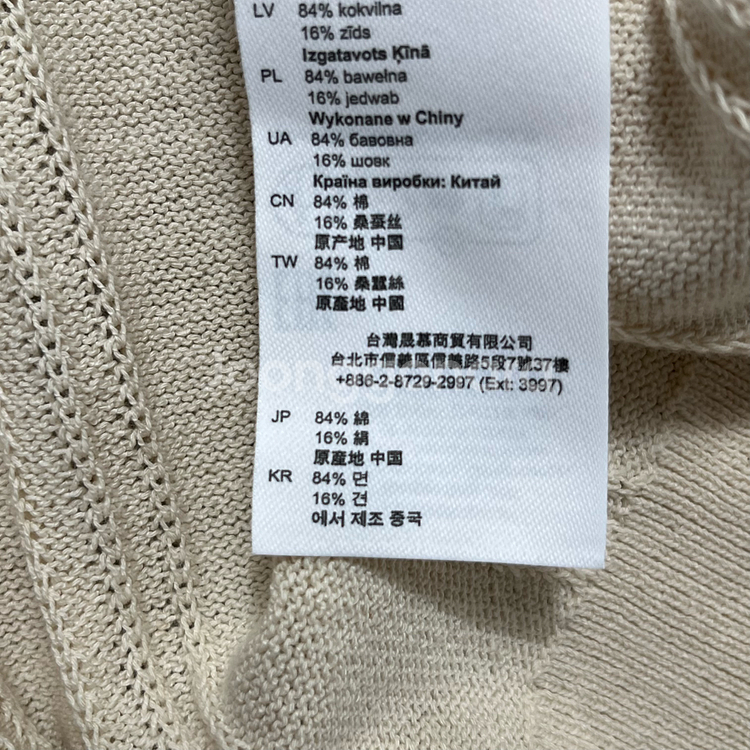 LV 84% kokvilna
16% zīds
Izgatavots Ķīnā
PL 84% bawełna
16% jedwab
Wykonane w Chiny
UA 84% бавовна
16% шовк
Країна виробки: Китай
CN 84% 棉
16% 桑蚕丝
原产地 中国
TW 84% 棉
16% 桑蠶絲
原產地 中國
台灣晟慕商貿有限公司
台北市信義區信義路5段7號37樓
+886-2-8729-2997 (Ext: 3997)
JP 84% 綿
16% 絹
原産地 中国
KR 84% 면
16% 견
에서 제조 중국